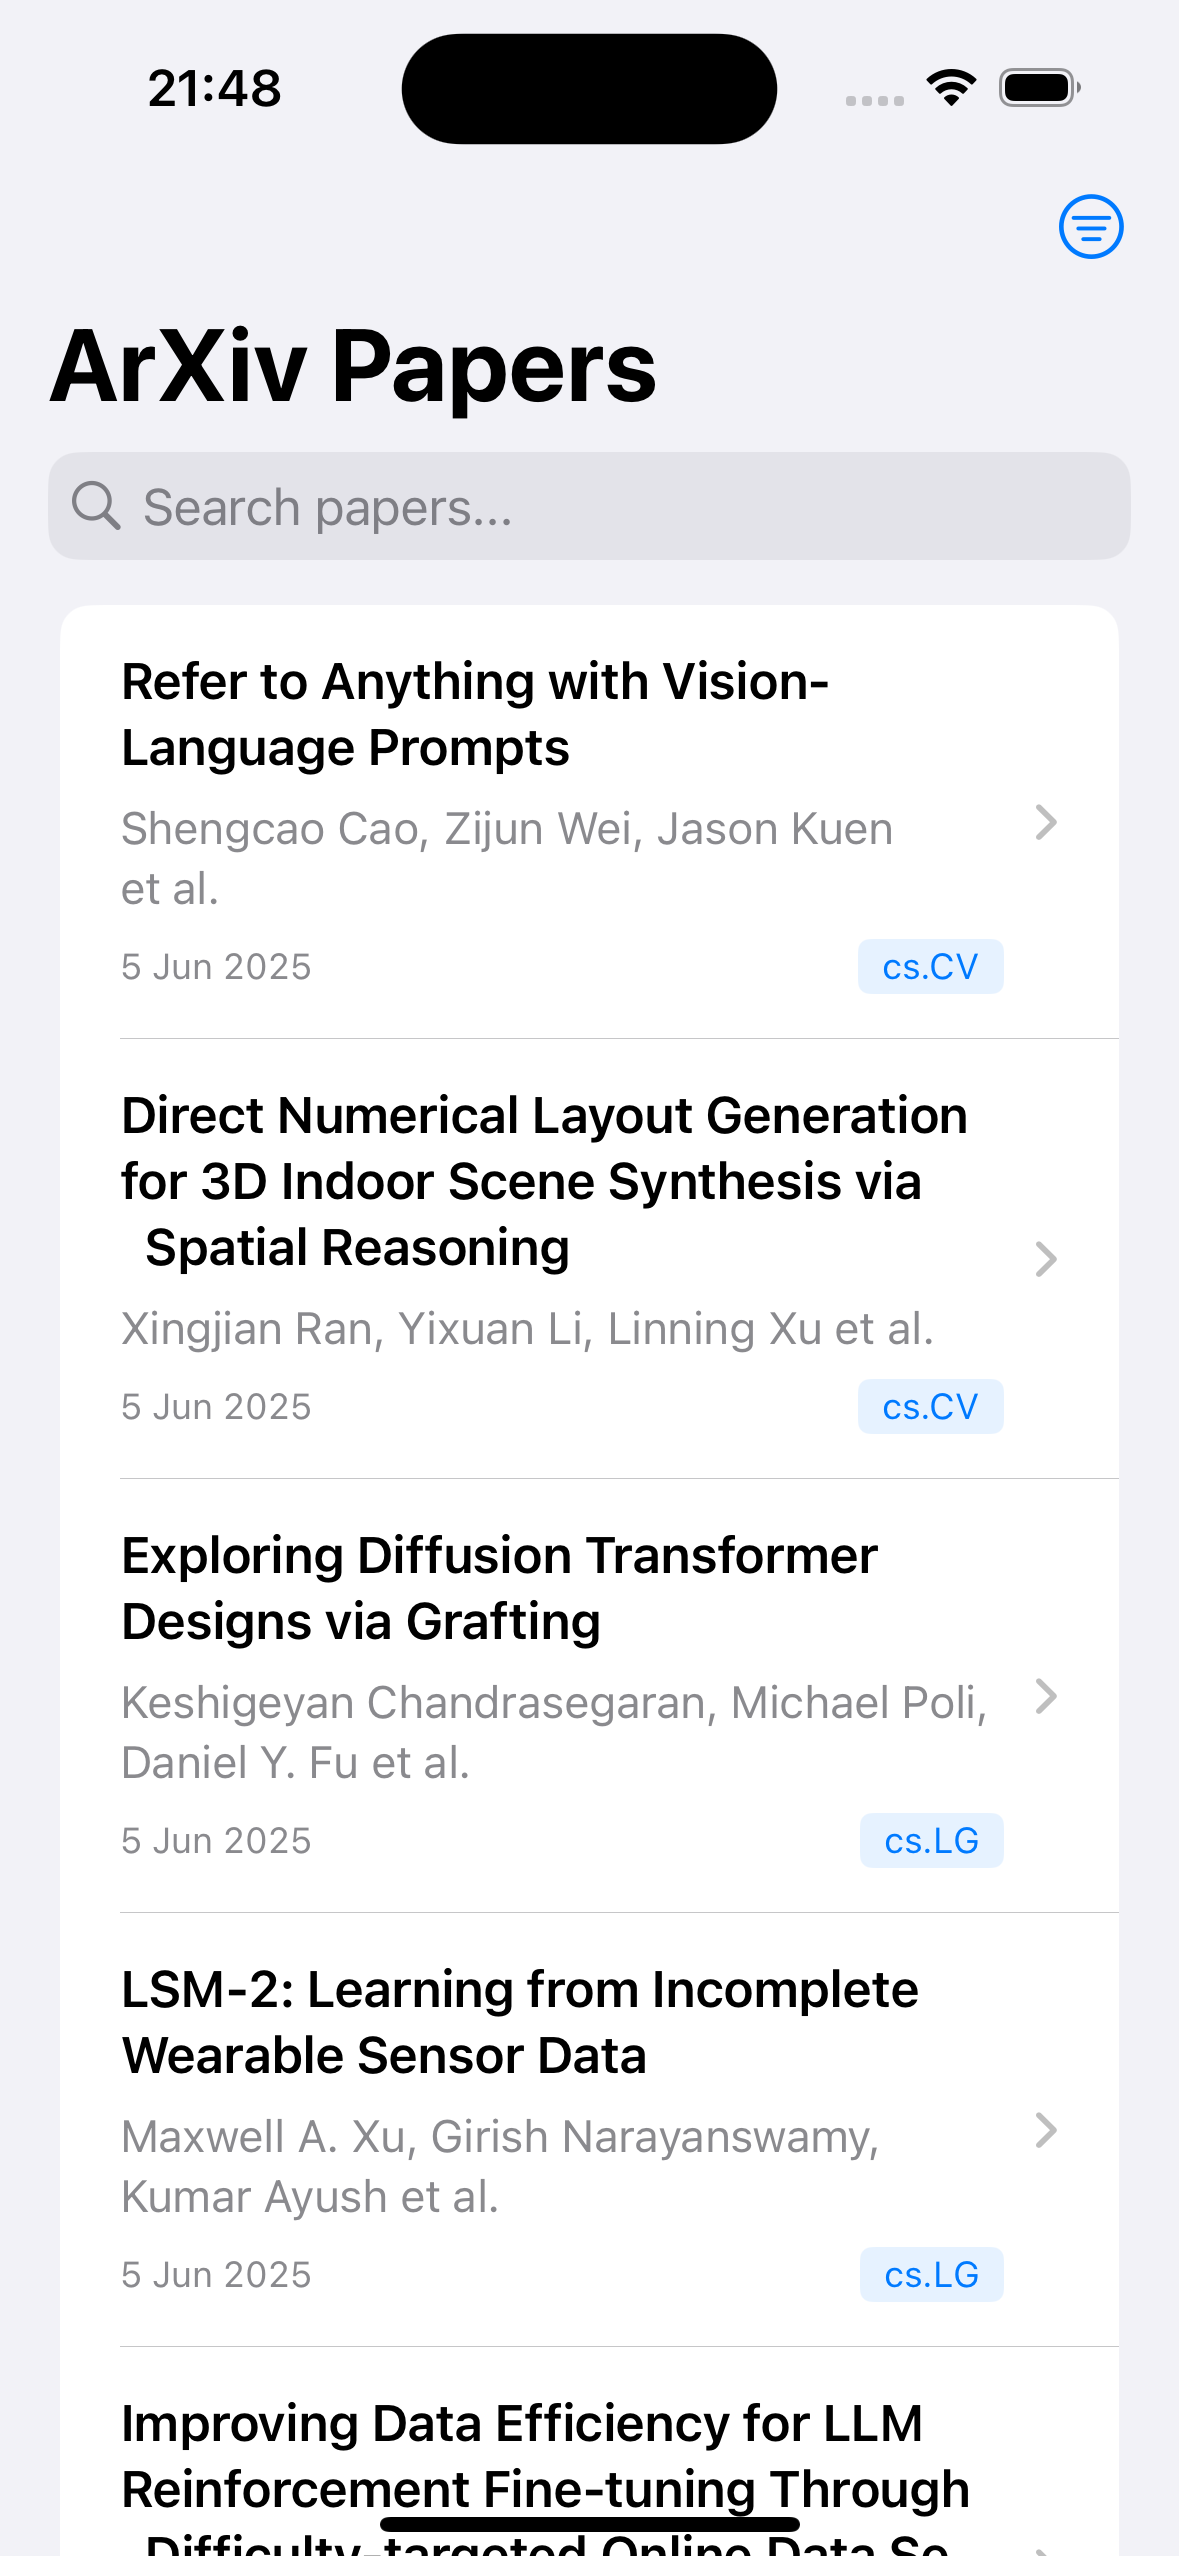 21:48
ArXiv Papers
Search papers...
Refer to Anything with Vision-
Language Prompts
Shengcao Cao, Zijun Wei, Jason Kuen
et al.
5 Jun 2025
cs.CV
Direct Numerical Layout Generation
for 3D Indoor Scene Synthesis via
Spatial Reasoning
Xingjian Ran, Yixuan Li, Linning Xu et al.
5 Jun 2025
cs.CV
Exploring Diffusion Transformer
Designs via Grafting
Keshigeyan Chandrasegaran, Michael Poli,
Daniel Y. Fu et al.
5 Jun 2025
cs.LG
LSM-2: Learning from Incomplete
Wearable Sensor Data
Maxwell A. Xu, Girish Narayanswamy,
Kumar Ayush et al.
5 Jun 2025
cs.LG
Improving Data Efficiency for LLM
Reinforcement Fine-tuning Through
Difficulty-targeted Online Data Se